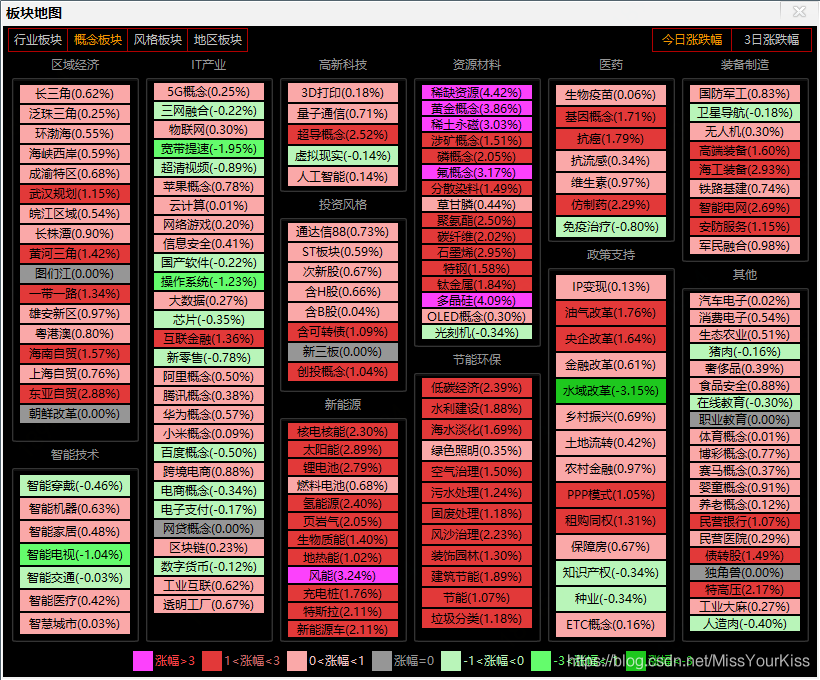 板块地图
行业板块 概念板块 风格板块 地区板块 今日涨跌幅 3日涨跌幅
区域经济
长三角(0.62%)
泛珠三角(0.25%)
环渤海(0.55%)
海峡西岸(0.59%)
成渝特区(0.68%)
武汉规划(1.15%)
皖江区域(0.54%)
长株潭(0.90%)
黄河三角(1.42%)
图们江(0.00%)
一带一路(1.34%)
雄安新区(0.97%)
粤港澳(0.80%)
海南自贸(1.57%)
上海自贸(0.76%)
东亚自贸(2.88%)
朝鲜改革(0.00%)
智能技术
智能穿戴(-0.46%)
智能机器(0.63%)
智能家居(0.48%)
智能电视(-1.04%)
智能交通(-0.03%)
智能医疗(0.42%)
智慧城市(0.03%)
IT产业
5G概念(0.25%)
三网融合(-0.22%)
物联网(0.30%)
宽带提速(-1.95%)
超清视频(-0.89%)
苹果概念(0.78%)
云计算(0.01%)
网络游戏(0.20%)
信息安全(0.41%)
国产软件(-0.22%)
操作系统(-1.23%)
大数据(0.27%)
芯片(-0.35%)
互联金融(1.36%)
新零售(-0.78%)
阿里概念(0.50%)
腾讯概念(0.38%)
华为概念(0.57%)
小米概念(0.09%)
百度概念(-0.50%)
跨境电商(0.88%)
电商概念(-0.34%)
电子支付(-0.17%)
网贷概念(0.00%)
区块链(0.23%)
数字货币(-0.12%)
工业互联(0.62%)
透明工厂(0.67%)
高新科技
3D打印(0.18%)
量子通信(0.71%)
超导概念(2.52%)
虚拟现实(-0.14%)
人工智能(0.14%)
投资风格
通达信88(0.73%)
ST板块(0.59%)
次新股(0.67%)
含H股(0.66%)
含B股(0.04%)
含可转债(1.09%)
新三板(0.00%)
创投概念(1.04%)
新能源
核电核能(2.30%)
太阳能(2.89%)
锂电池(2.79%)
燃料电池(0.68%)
氢能源(2.40%)
页岩气(2.05%)
生物质能(1.40%)
地热能(1.02%)
风能(3.24%)
充电桩(1.76%)
特斯拉(2.11%)
新能源车(2.11%)
资源材料
稀缺资源(4.42%)
黄金概念(3.86%)
稀土永磁(3.03%)
涉矿概念(1.51%)
磷概念(2.05%)
氟概念(3.17%)
分散染料(1.49%)
草甘膦(0.44%)
聚氨酯(2.50%)
碳纤维(2.02%)
石墨烯(2.95%)
特钢(1.58%)
钛金属(1.84%)
多晶硅(4.09%)
OLED概念(0.30%)
光刻机(-0.34%)
节能环保
低碳经济(2.39%)
水利建设(1.88%)
海水淡化(1.69%)
绿色照明(0.35%)
空气治理(1.50%)
污水处理(1.24%)
固废处理(1.18%)
风沙治理(2.23%)
装饰园林(1.30%)
建筑节能(1.89%)
节能(1.07%)
垃圾分类(1.18%)
医药
生物疫苗(0.06%)
基因概念(1.71%)
抗癌(1.79%)
抗流感(0.34%)
维生素(0.97%)
仿制药(2.29%)
免疫治疗(-0.80%)
政策支持
IP变现(0.13%)
油气改革(1.76%)
央企改革(1.64%)
金融改革(0.61%)
水域改革(-3.15%)
乡村振兴(0.69%)
土地流转(0.42%)
农村金融(0.97%)
PPP模式(1.05%)
租购同权(1.31%)
保障房(0.67%)
知识产权(-0.34%)
种业(-0.34%)
ETC概念(0.16%)
装备制造
国防军工(0.83%)
卫星导航(-0.18%)
无人机(0.30%)
高端装备(1.60%)
海工装备(2.93%)
铁路基建(0.74%)
智能电网(2.69%)
安防服务(1.15%)
军民融合(0.98%)
其他
汽车电子(0.02%)
消费电子(0.54%)
生态农业(0.51%)
猪肉(-0.16%)
奢侈品(0.39%)
食品安全(0.88%)
在线教育(-0.30%)
职业教育(0.00%)
体育概念(0.01%)
博彩概念(0.77%)
赛马概念(0.37%)
婴童概念(0.91%)
养老概念(0.12%)
民营银行(1.07%)
民营医院(0.29%)
债转股(1.49%)
独角兽(0.00%)
特高压(2.17%)
工业大麻(0.27%)
人造肉(-0.40%)
涨幅>3 1<涨幅<3 0<涨幅<1 涨幅=0 -1<涨幅<0
https://blog.csdn.net/MissYourKiss